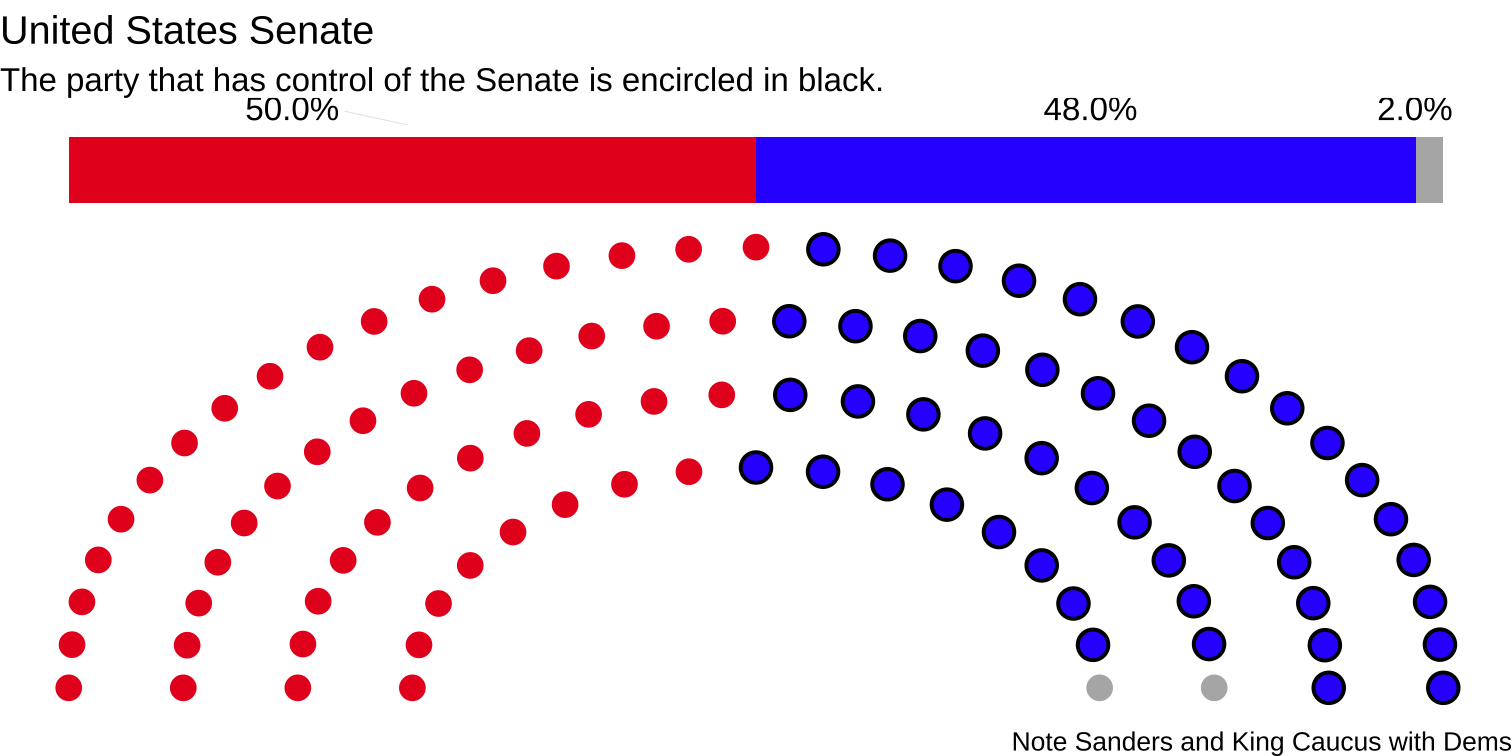 United States Senate
The party that has control of the Senate is encircled in black.
50.0% 48.0% 2.0%
Note Sanders and King Caucus with Dems